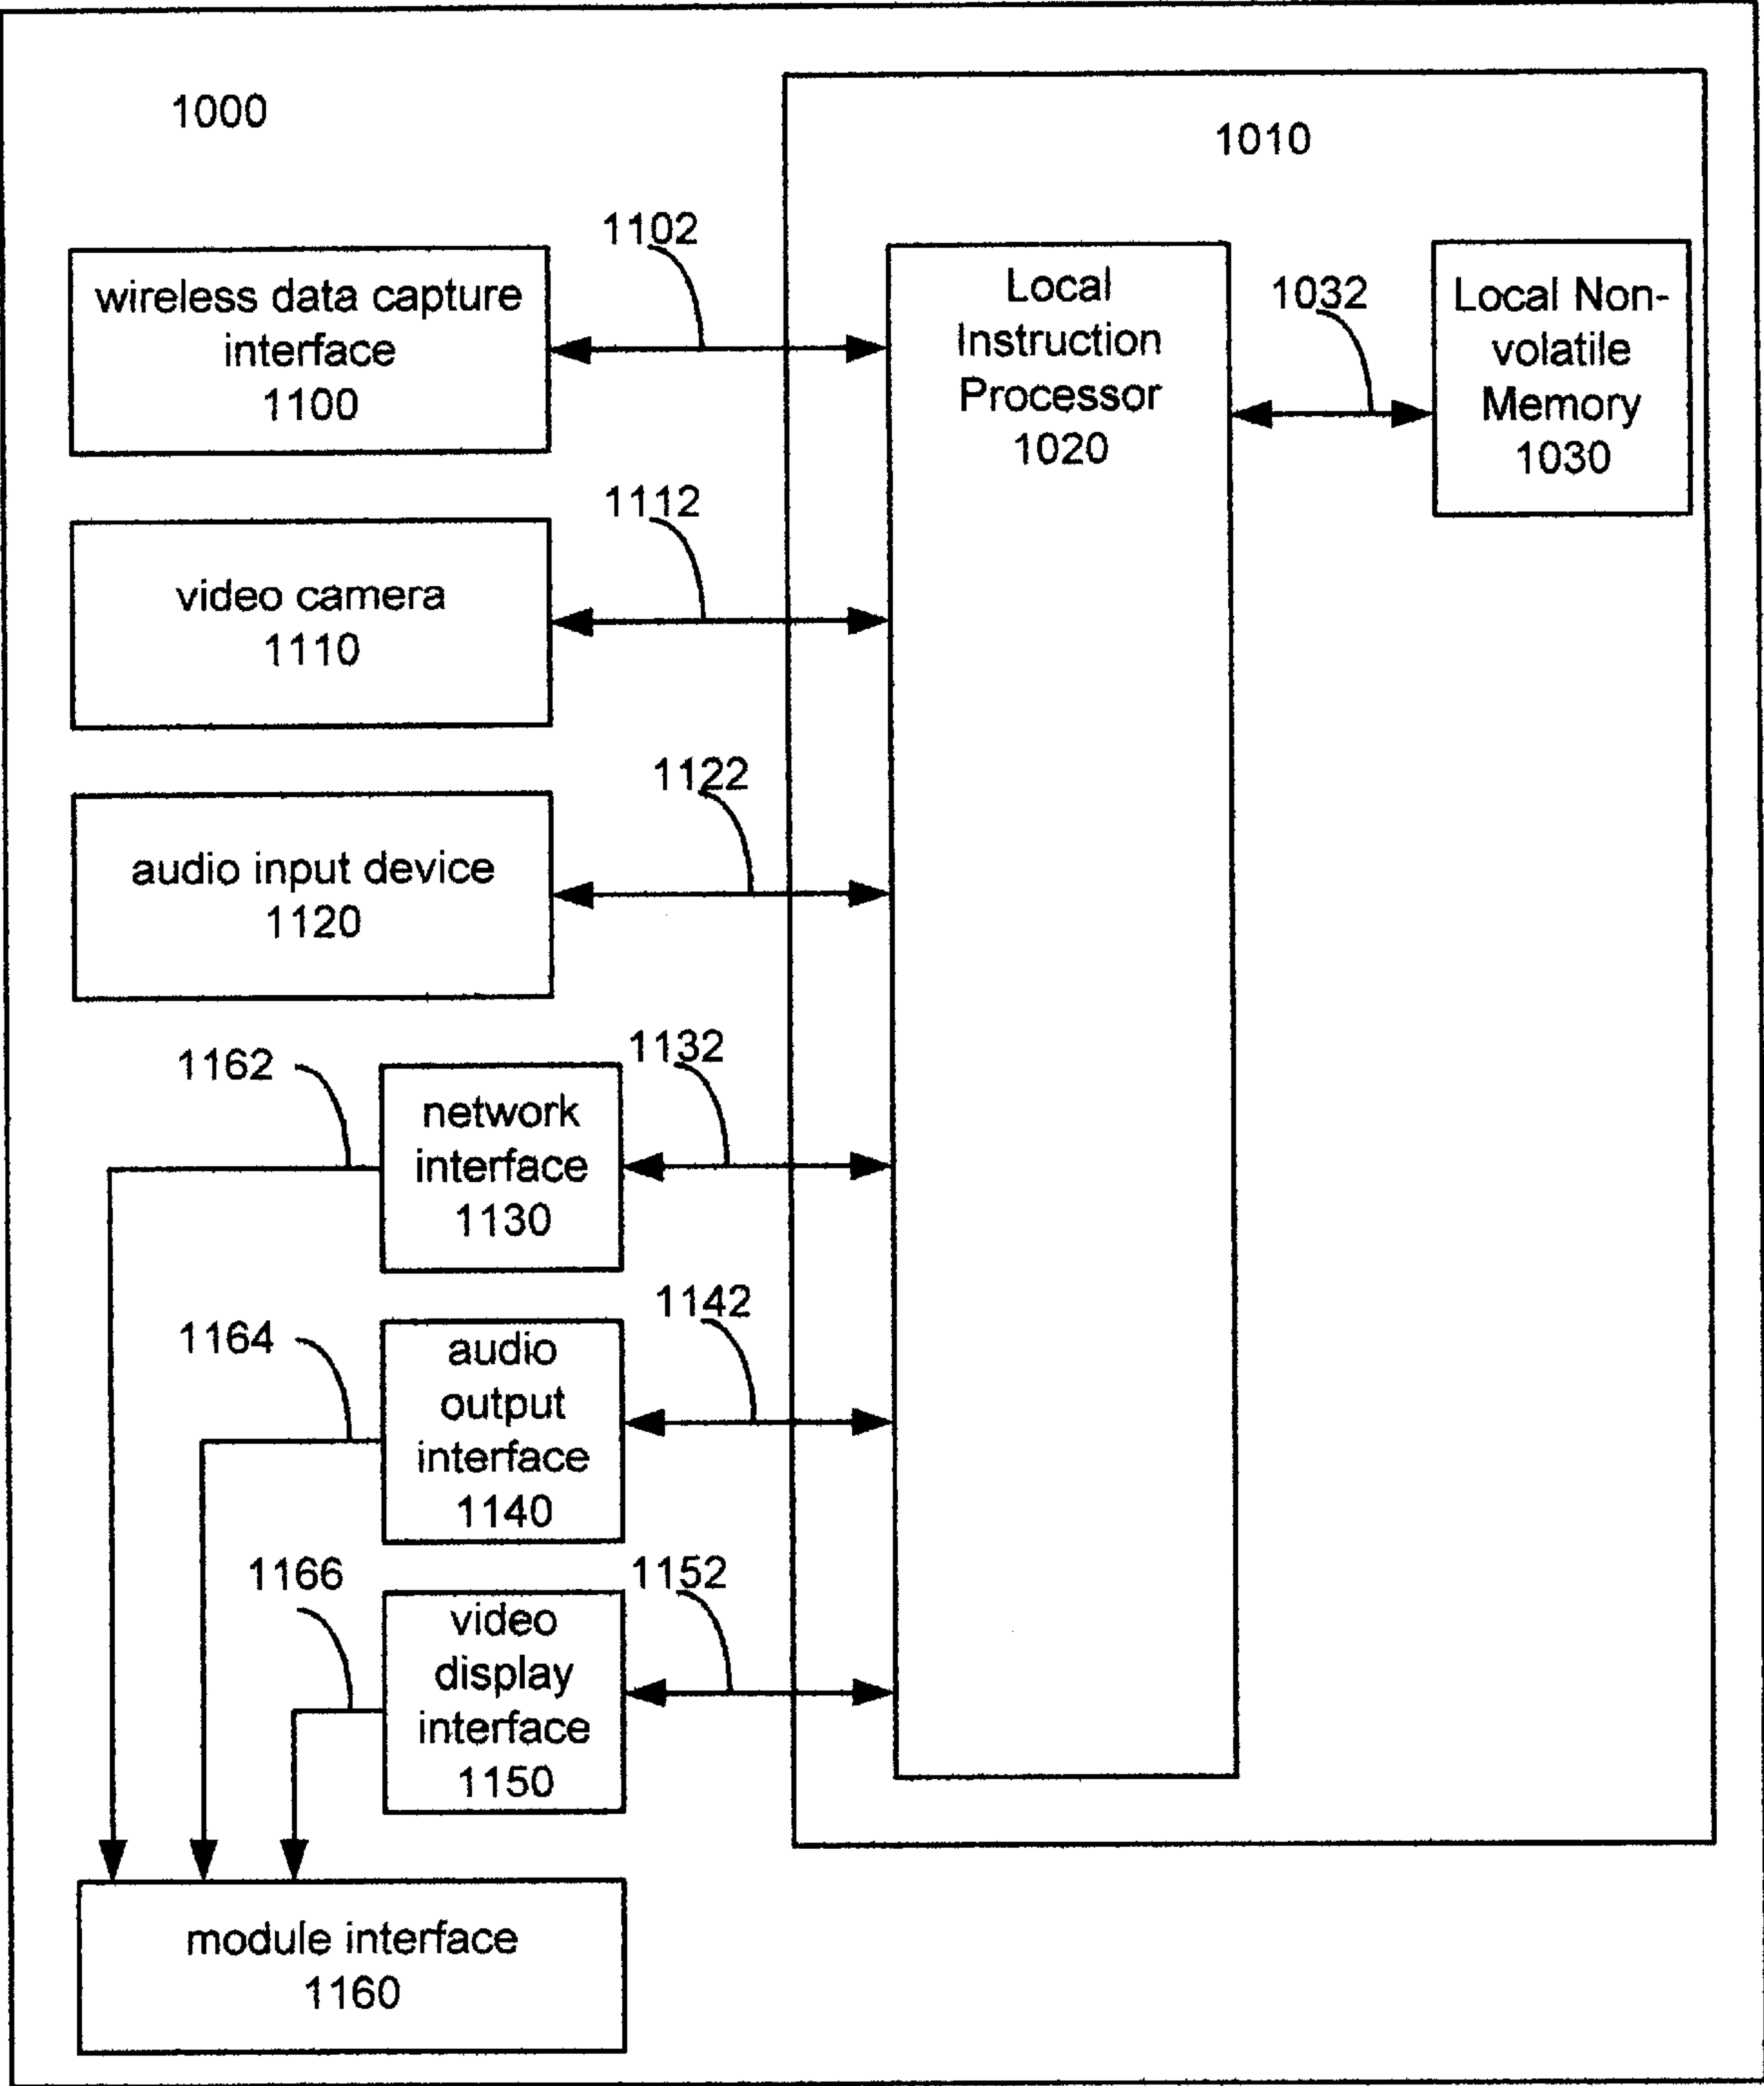 1000
1010
1102
wireless data capture
interface
1100
Local
Instruction
Processor
1020
1032
Local Non-
volatile
Memory
1030
1112
video camera
1110
1122
audio input device
1120
1162
1132
network
interface
1130
1164
1142
audio
output
interface
1140
1166
1152
video
display
interface
1150
module interface
1160